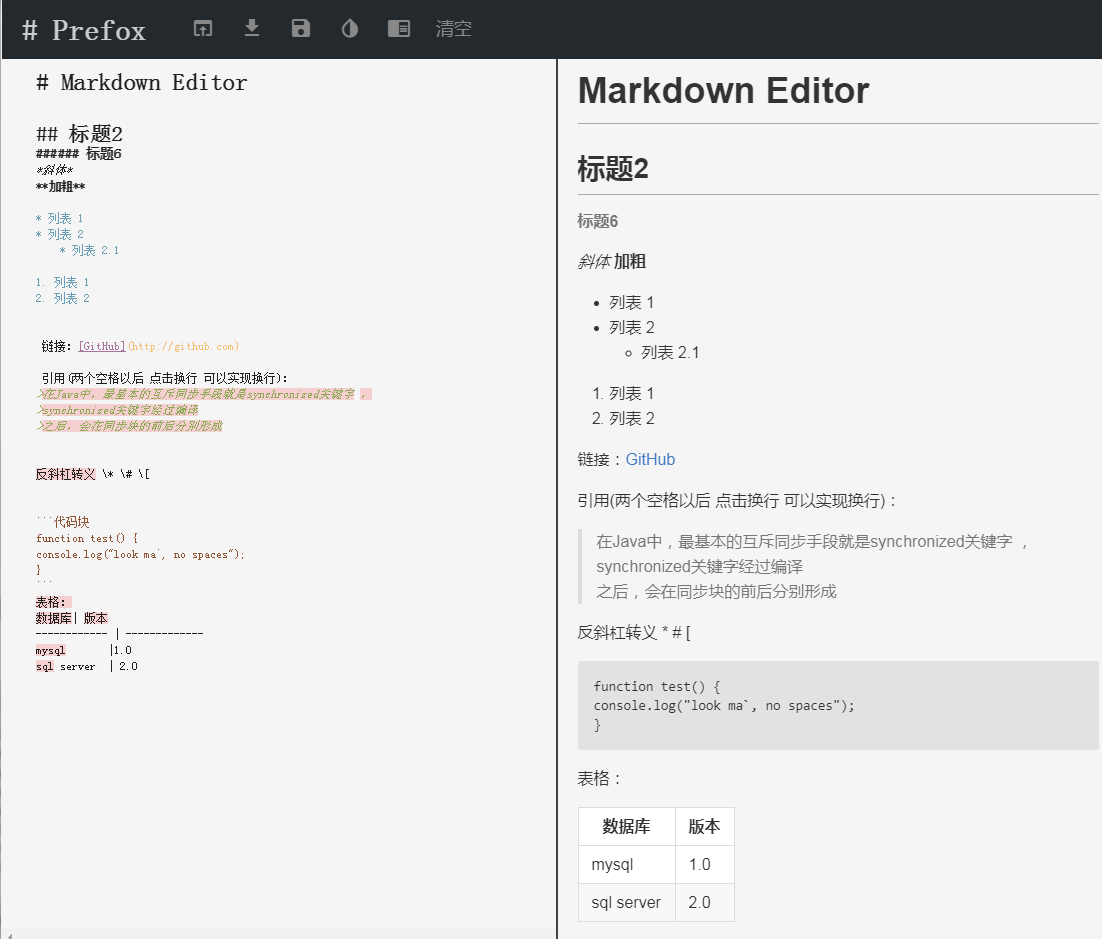 # Prefox 清空
# Markdown Editor
## 标题2
###### 标题6
*斜体*
**加粗**
* 列表 1
* 列表 2
* 列表 2.1
1. 列表 1
2. 列表 2
链接：[GitHub](http://github.com)
引用(两个空格以后 点击换行 可以实现换行)：
>在Java中，最基本的互斥同步手段就是synchronized关键字 ，
>synchronized关键字经过编译
>之后，会在同步块的前后分别形成
反斜杠转义 \* \# \[
```代码块
function test() {
console.log("look ma`, no spaces");
}
```
表格：
数据库| 版本
------------ | -------------
mysql |1.0
sql server | 2.0
Markdown Editor
标题2
标题6
斜体 加粗
• 列表 1
• 列表 2
◦ 列表 2.1
1. 列表 1
2. 列表 2
链接：GitHub
引用(两个空格以后 点击换行 可以实现换行)：
在Java中，最基本的互斥同步手段就是synchronized关键字 ，
synchronized关键字经过编译
之后，会在同步块的前后分别形成
反斜杠转义 * # [
function test() {
console.log("look ma`, no spaces");
}
表格：
数据库 版本
mysql 1.0
sql server 2.0